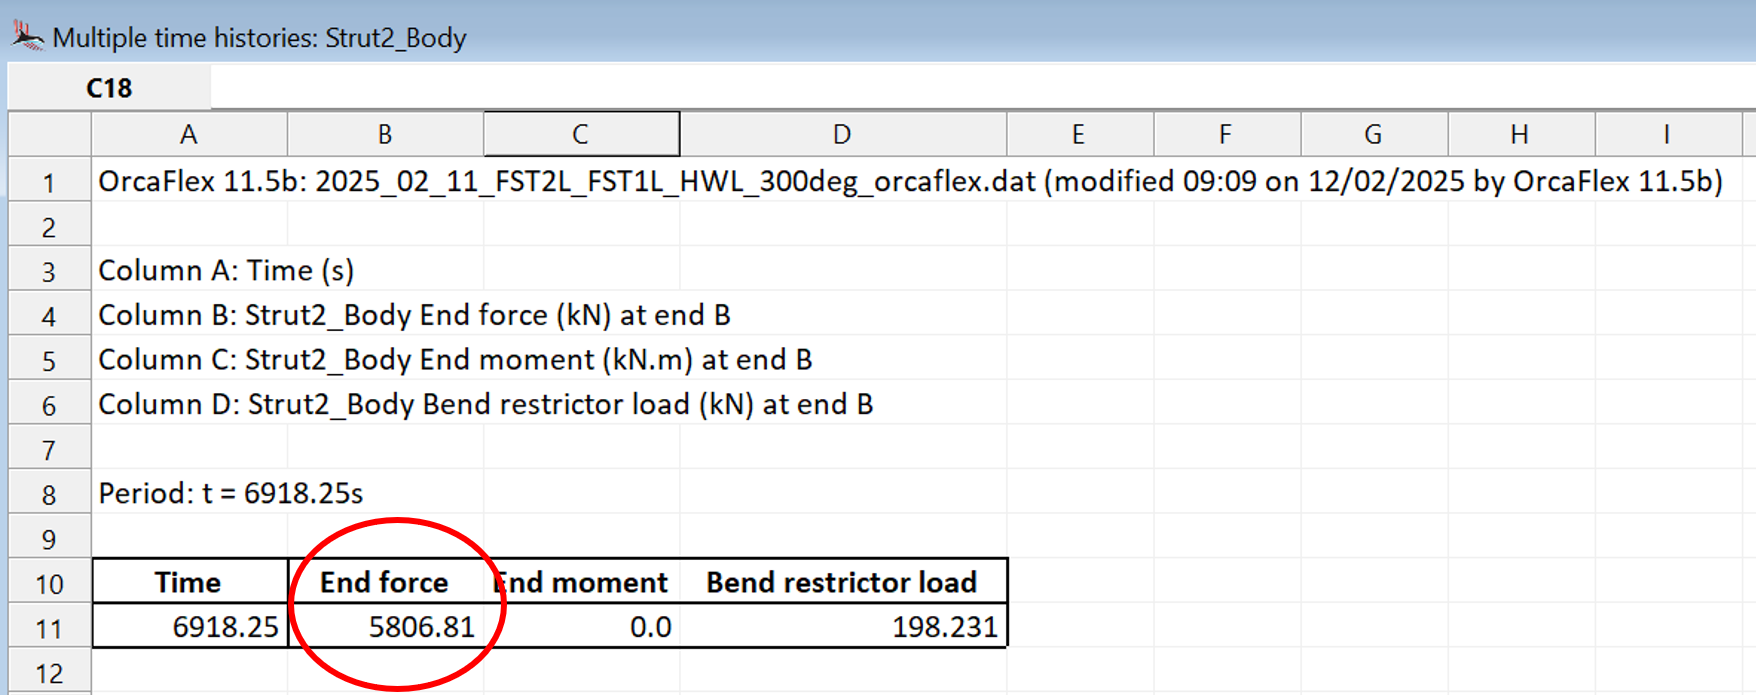 Multiple time histories: Strut2_Body
C18
A B C D E F G H I
1 OrcaFlex 11.5b: 2025_02_11_FST2L_FST1L_HWL_300deg_orcaflex.dat (modified 09:09 on 12/02/2025 by OrcaFlex 11.5b)
2
3 Column A: Time (s)
4 Column B: Strut2_Body End force (kN) at end B
5 Column C: Strut2_Body End moment (kN.m) at end B
6 Column D: Strut2_Body Bend restrictor load (kN) at end B
7
8 Period: t = 6918.25s
9
10 Time End force End moment Bend restrictor load
11 6918.25 5806.81 0.0 198.231
12